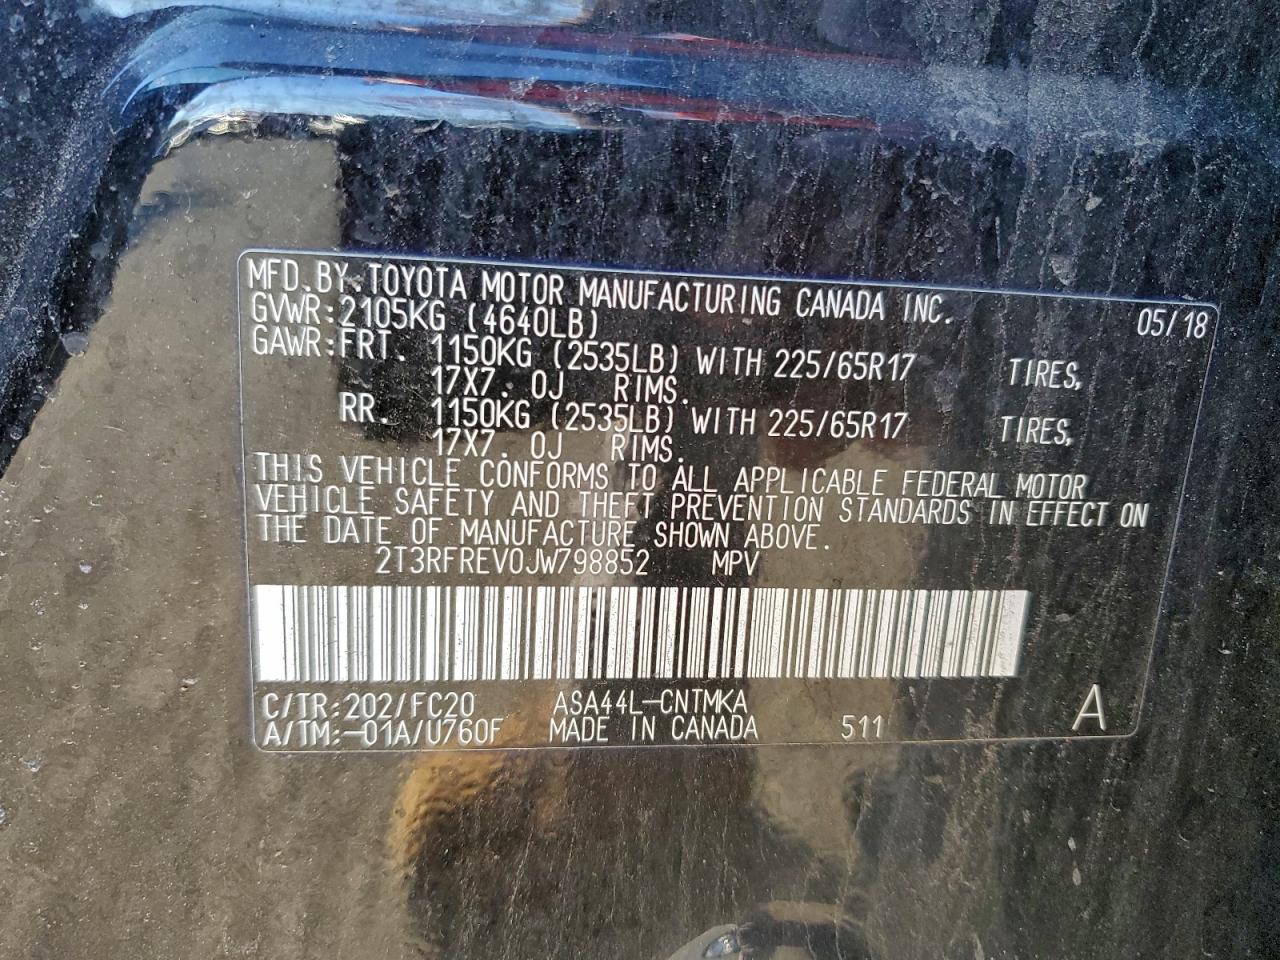 MFD. BY TOYOTA MOTOR MANUFACTURING CANADA INC. 05/18
GVWR: 2105KG (4640LB)
GAWR: FRT. 1150KG (2535LB) WITH 225/65R17 TIRES,
17X7.0J RIMS.
RR. 1150KG (2535LB) WITH 225/65R17 TIRES,
17X7.0J RIMS.
THIS VEHICLE CONFORMS TO ALL APPLICABLE FEDERAL MOTOR
VEHICLE SAFETY AND THEFT PREVENTION STANDARDS IN EFFECT ON
THE DATE OF MANUFACTURE SHOWN ABOVE.
2T3RFREV0JW798852 MPV
C/TR: 202/FC20 ASA44L-CNTMKA A
A/TM: -01A/U760F MADE IN CANADA 511